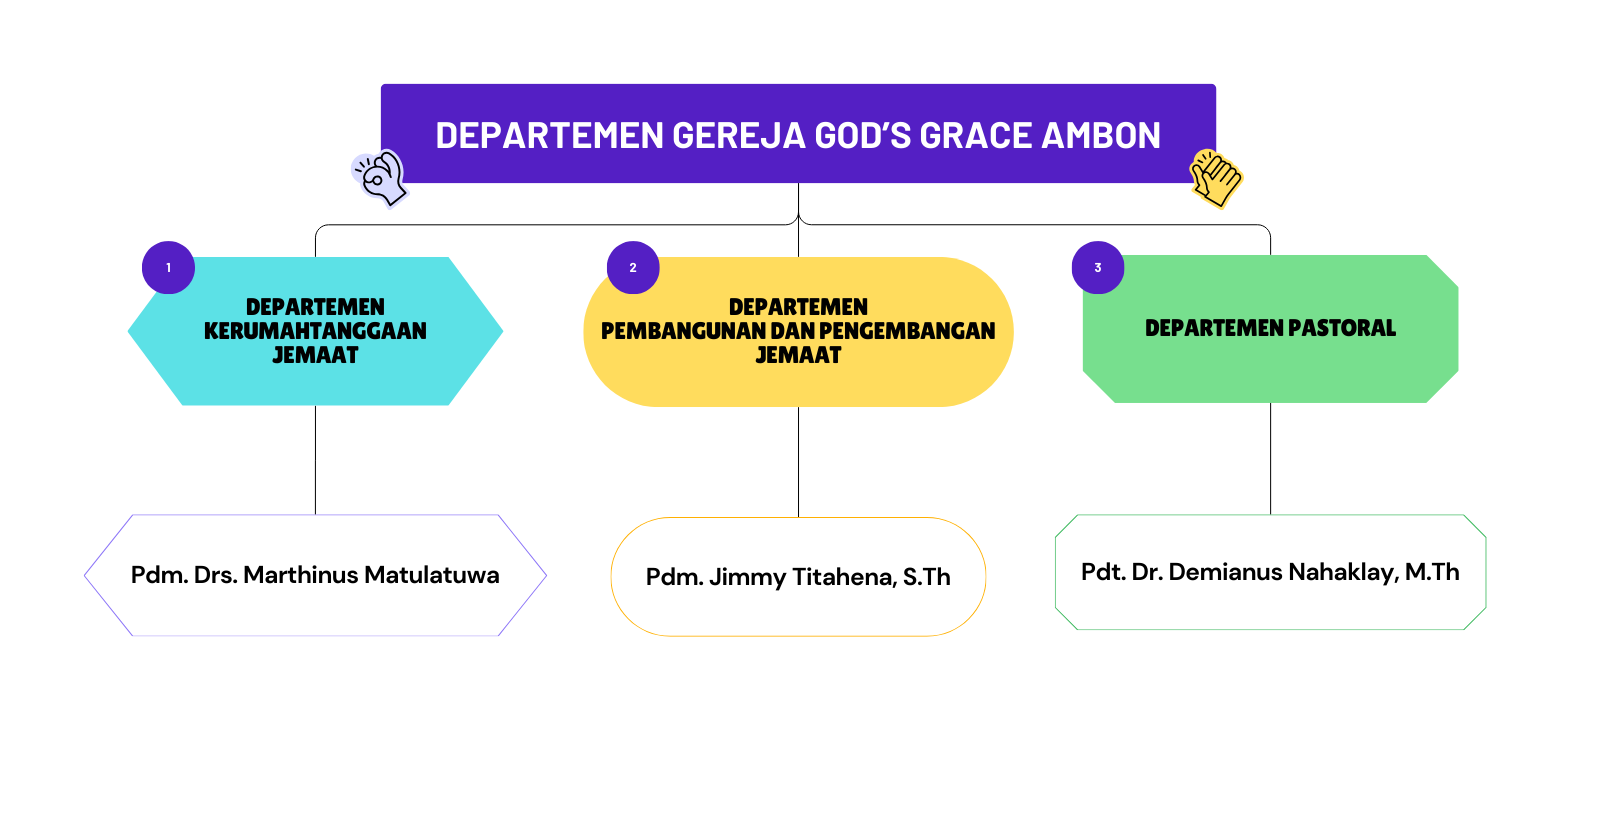 DEPARTEMEN GEREJA GOD’S GRACE AMBON
1
DEPARTEMEN
KERUMAHTANGGAAN
JEMAAT
2
DEPARTEMEN
PEMBANGUNAN DAN PENGEMBANGAN
JEMAAT
3
DEPARTEMEN PASTORAL
Pdm. Drs. Marthinus Matulatuwa
Pdm. Jimmy Titahena, S.Th
Pdt. Dr. Demianus Nahaklay, M.Th